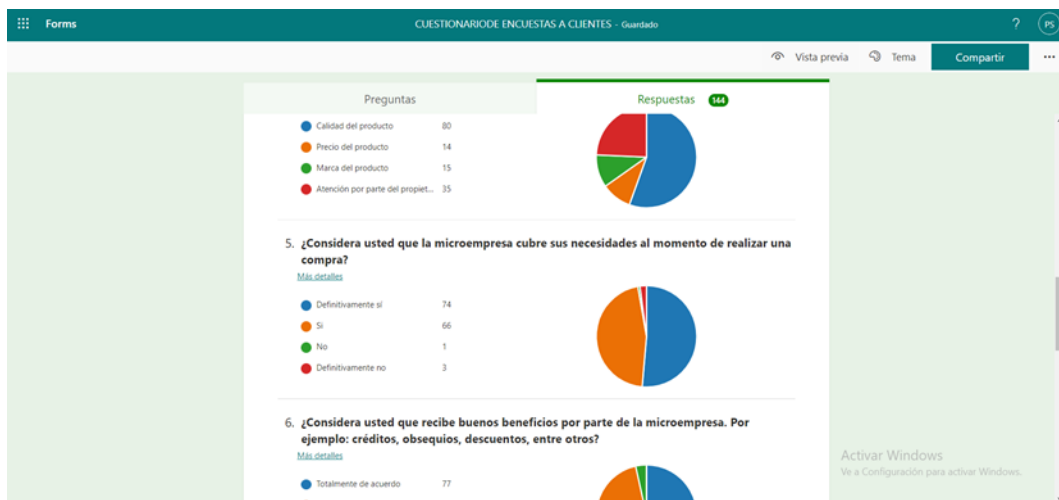 Forms
CUESTIONARIODE ENCUESTAS A CLIENTES - Guardado
?
PS
Vista previa
Tema
Compartir
...
Preguntas
Respuestas 144
Calidad del producto 80
Precio del producto 14
Marca del producto 15
Atención por parte del propiet... 35
5. ¿Considera usted que la microempresa cubre sus necesidades al momento de realizar una
compra?
Más detalles
Definitivamente sí 74
Si 66
No 1
Definitivamente no 3
6. ¿Considera usted que recibe buenos beneficios por parte de la microempresa. Por
ejemplo: créditos, obsequios, descuentos, entre otros?
Más detalles
Totalmente de acuerdo 77
Activar Windows
Ve a Configuración para activar Windows.